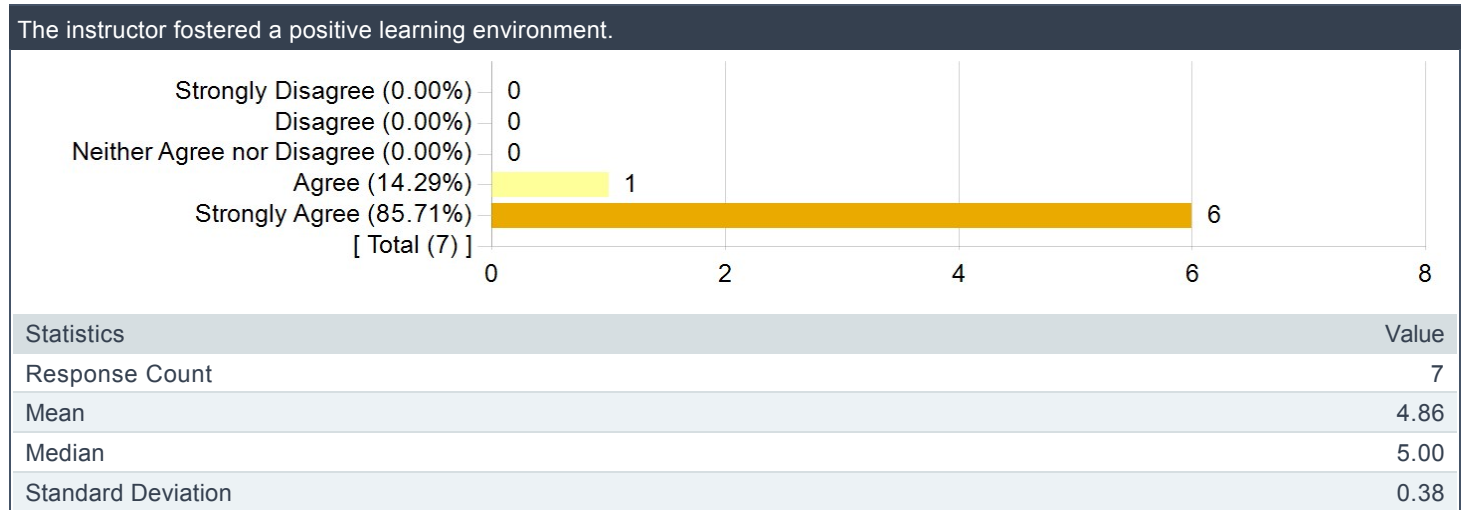 The instructor fostered a positive learning environment.
Strongly Disagree (0.00%) 0
Disagree (0.00%) 0
Neither Agree nor Disagree (0.00%) 0
Agree (14.29%) 1
Strongly Agree (85.71%) 6
[ Total (7) ]
0 2 4 6 8
Statistics Value
Response Count 7
Mean 4.86
Median 5.00
Standard Deviation 0.38